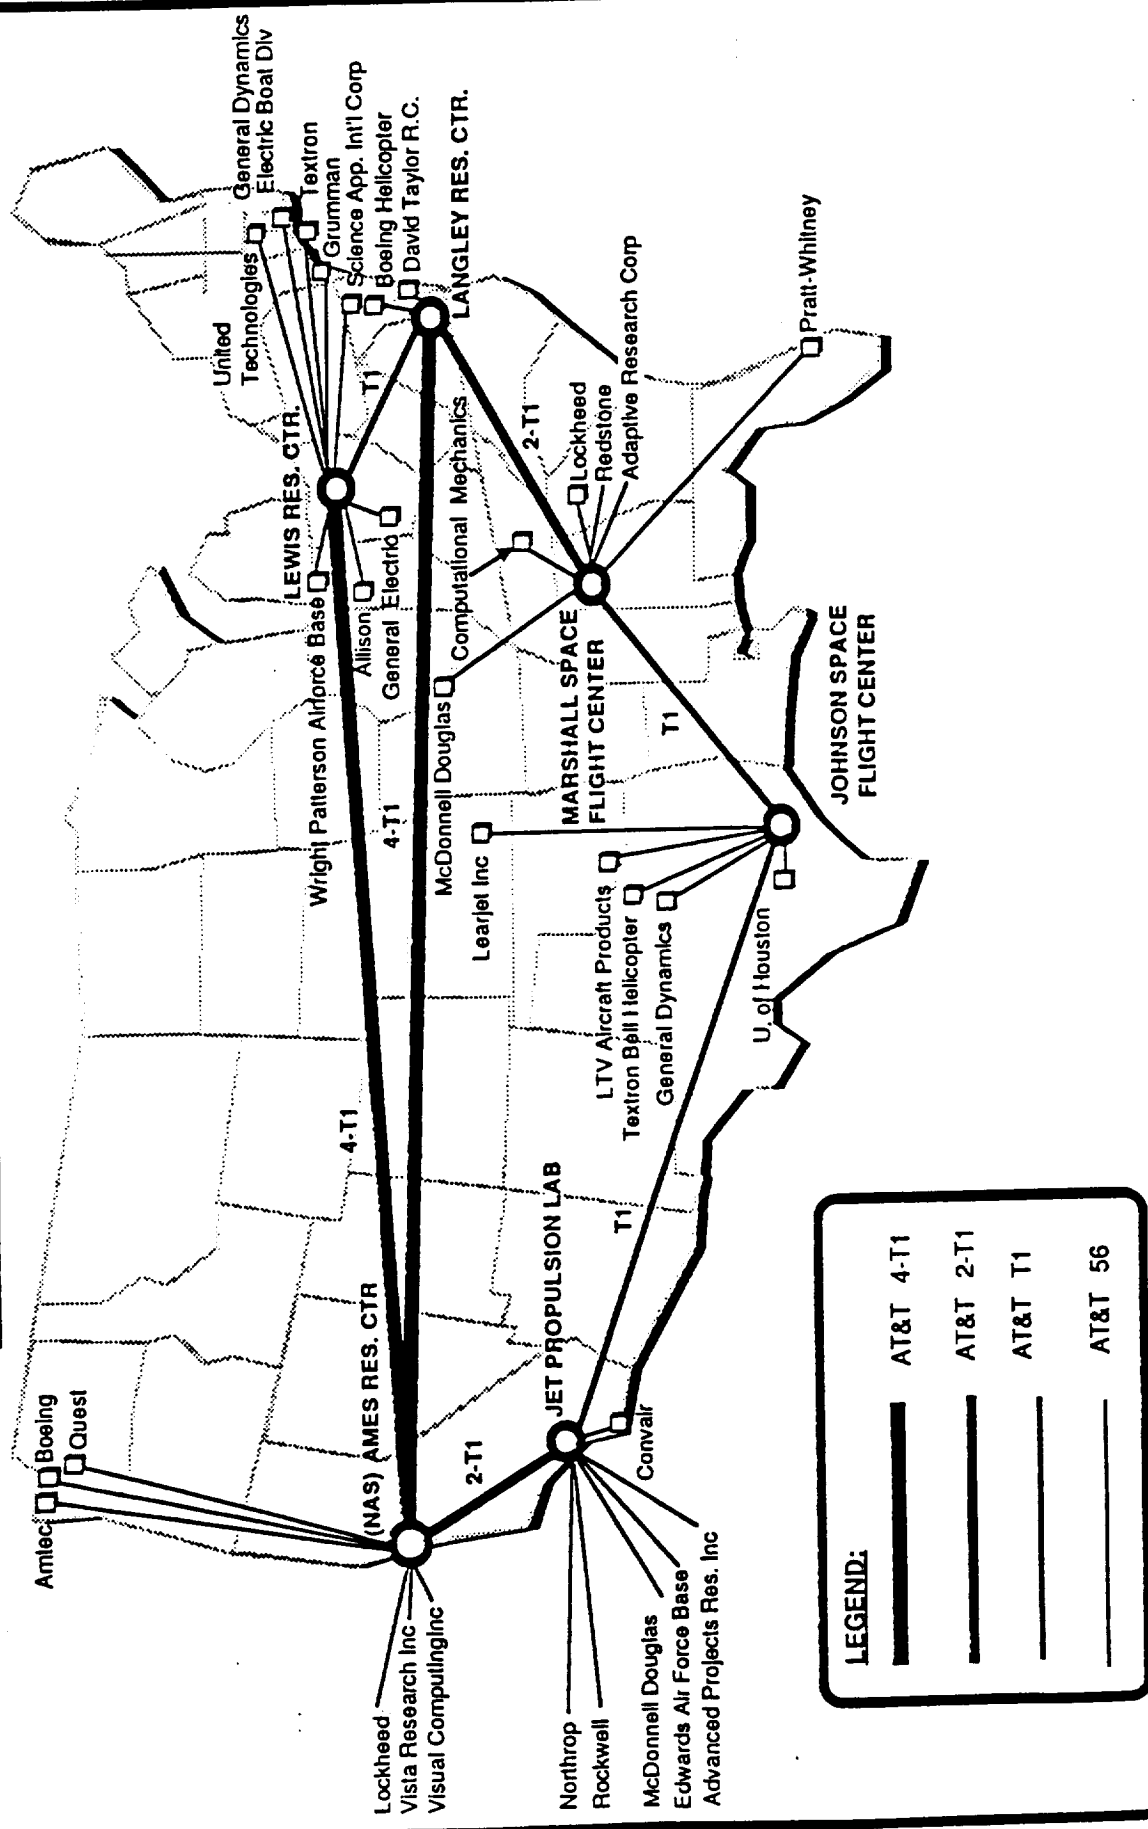 Amtec
Boeing
Quest
(NAS) AMES RES. CTR
Lockheed
Vista Research Inc
Visual ComputingInc
2-T1
JET PROPULSION LAB
Northrop
Rockwell
McDonnell Douglas
Edwards Air Force Base
Advanced Projects Res. Inc
Convair
T1
4-T1
4-T1
Learjet Inc
LTV Aircraft Products
Textron Bell Helicopter
General Dynamics
U. of Houston
JOHNSON SPACE
FLIGHT CENTER
T1
MARSHALL SPACE
FLIGHT CENTER
McDonnell Douglas
Computational Mechanics
Lockheed
Redstone
Adaptive Research Corp
Pratt-Whitney
2-T1
LEWIS RES. CTR.
Wright Patterson Airforce Base
Allison
General Electric
T1
United
Technologies
General Dynamics
Electric Boat Div
Textron
Grumman
Science App. Int'l Corp
Boeing Helicopter
David Taylor R.C.
LANGLEY RES. CTR.
LEGEND:
AT&T 4-T1
AT&T 2-T1
AT&T T1
AT&T 56